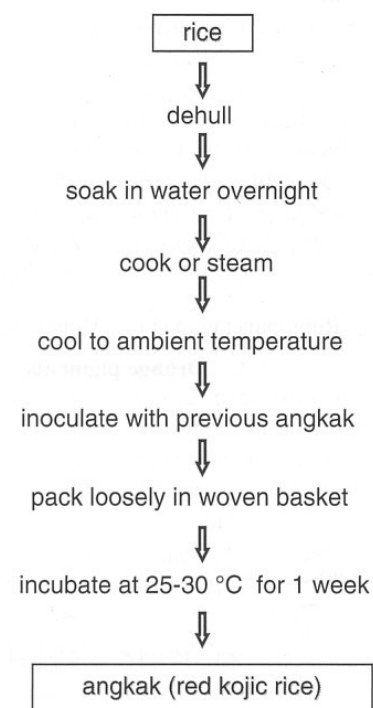 rice
dehull
soak in water overnight
cook or steam
cool to ambient temperature
inoculate with previous angkak
pack loosely in woven basket
incubate at 25-30 °C for 1 week
angkak (red kojic rice)